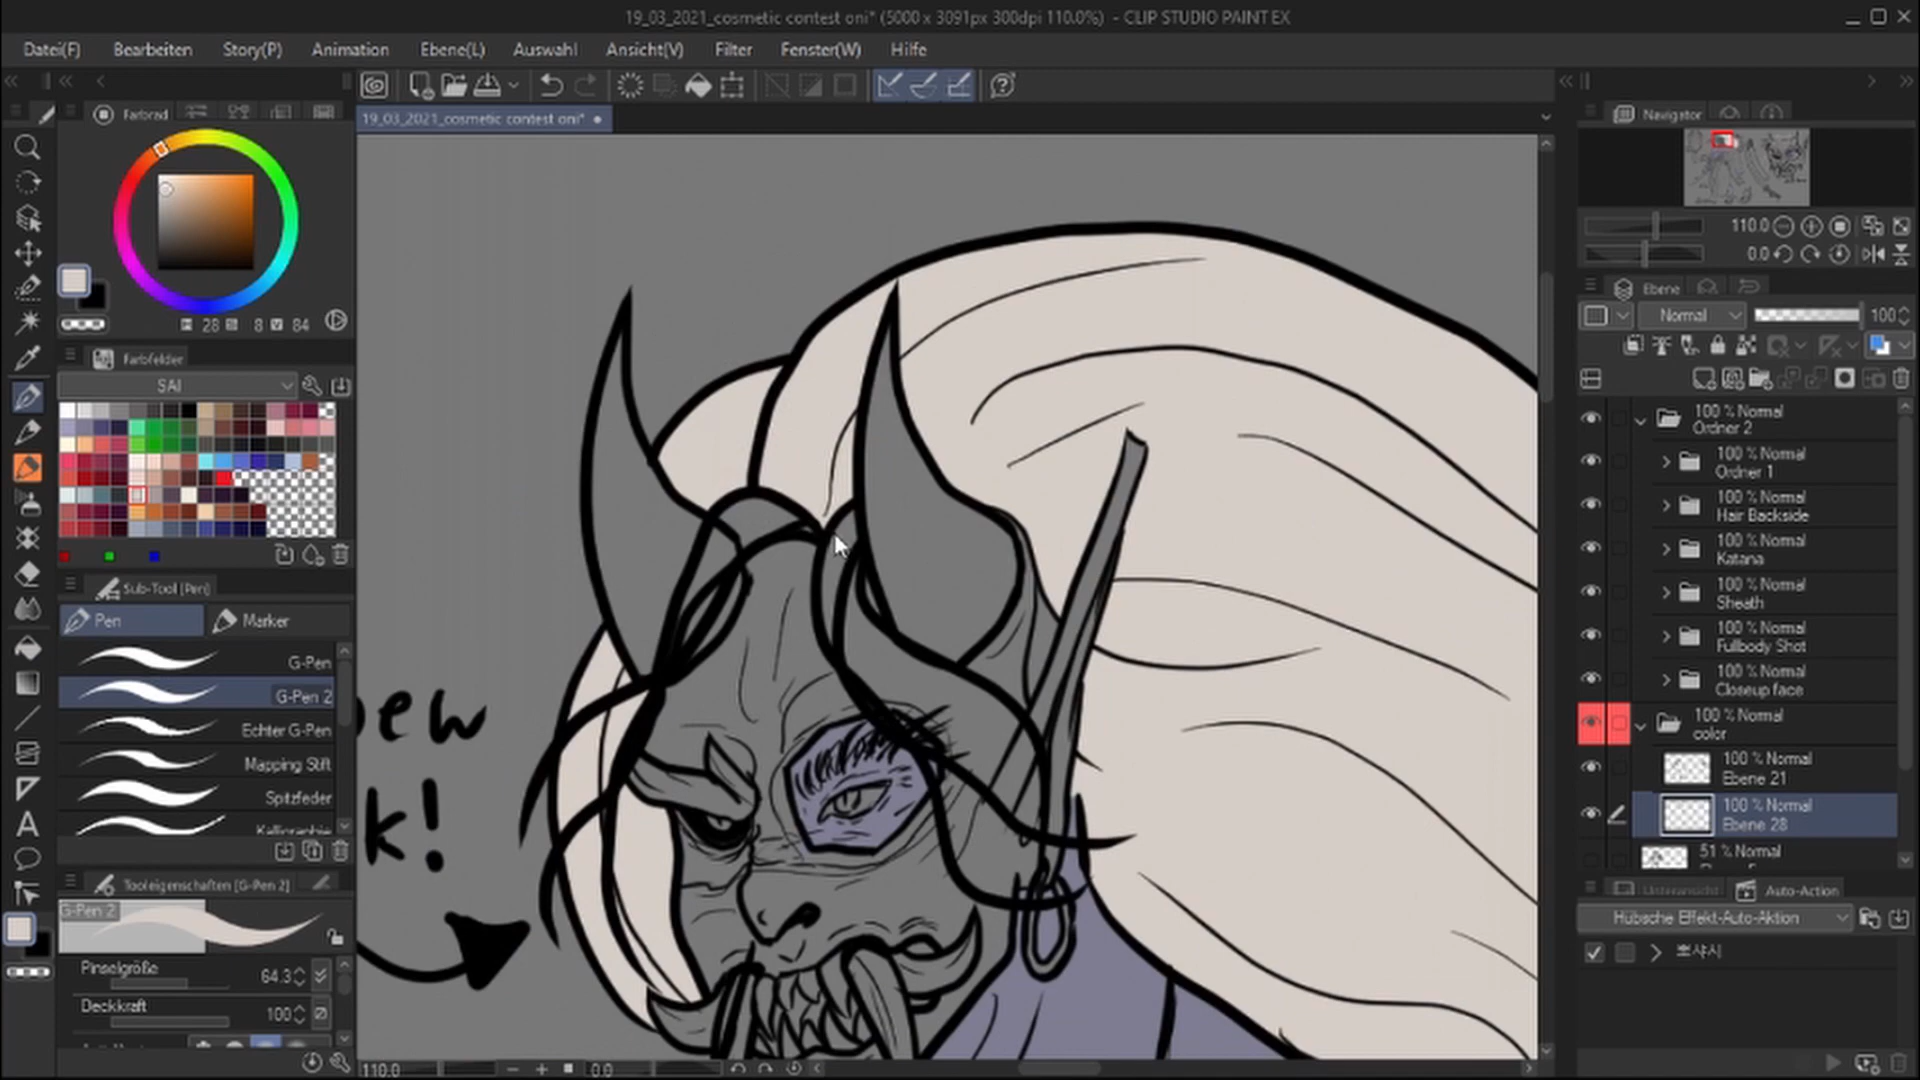 19_03_2021_cosmetic contest oni* (5000 x 3091px 300dpi 110.0%) - CLIP STUDIO PAINT EX
Datei(F) Bearbeiten Story(P) Animation Ebene(L) Auswahl Ansicht(V) Filter Fenster(W) Hilfe
Farbrad
19_03_2021_cosmetic contest oni*
Navigator
110.0
0.0
28 8 84
Ebene
Normal 100
Farbfelder
SAI
100 % Normal
Ordner 2
100 % Normal
Ordner 1
100 % Normal
Hair Backside
100 % Normal
Katana
100 % Normal
Sheath
100 % Normal
Fullbody Shot
100 % Normal
Closeup face
100 % Normal
color
100 % Normal
Ebene 21
100 % Normal
Ebene 28
51 % Normal
Sub-Tool [Pen]
Pen Marker
G-Pen
G-Pen 2
Echter G-Pen
Mapping Stift
Spitzfeder
Kalligraphie
ew
k!
Tooleigenschaften [G-Pen 2]
G-Pen 2
Pinselgröße 64.3
Deckkraft 100
Unteransicht Auto-Action
Hübsche Effekt-Auto-Aktion
뽀샤시
110.0 0.0